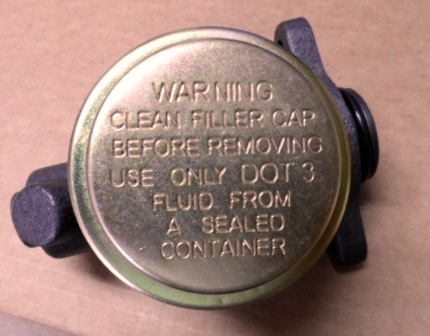 WARNING
CLEAN FILLER CAP
BEFORE REMOVING
USE ONLY DOT 3
FLUID FROM
A SEALED
CONTAINER